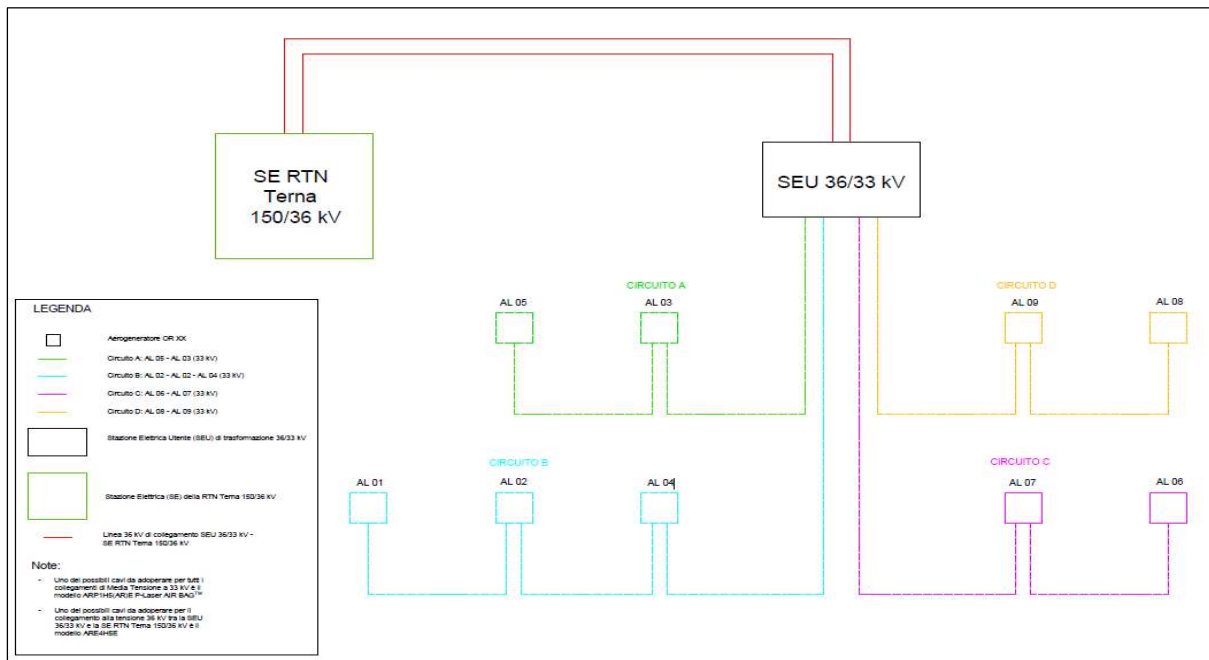 SE RTN
Terna
150/36 kV
SEU 36/33 kV
CIRCUITO A
AL 05
AL 03
CIRCUITO D
AL 09
AL 08
CIRCUITO B
AL 01
AL 02
AL 04
CIRCUITO C
AL 07
AL 06
LEGENDA
Aerogeneratore OR XX
Circuito A: AL 05 - AL 03 (33 kV)
Circuito B: AL 02 - AL 02 - AL 04 (33 kV)
Circuito C: AL 06 - AL 07 (33 kV)
Circuito D: AL 08 - AL 09 (33 kV)
Stazione Elettrica Utente (SEU) di trasformazione 36/33 kV
Stazione Elettrica (SE) della RTN Terna 150/36 kV
Linea 36 kV di collegamento SEU 36/33 kV -
SE RTN Terna 150/36 kV
Note:
- Uno dei possibili cavi da adoperare per tutti i
collegamenti di Media Tensione a 33 kV è il
modello ARP1H5(AR)E P-Laser AIR BAG™
- Uno dei possibili cavi da adoperare per il
collegamento alla tensione 36 kV tra la SEU
36/33 kV e la SE RTN Terna 150/36 kV è il
modello ARE4H5E